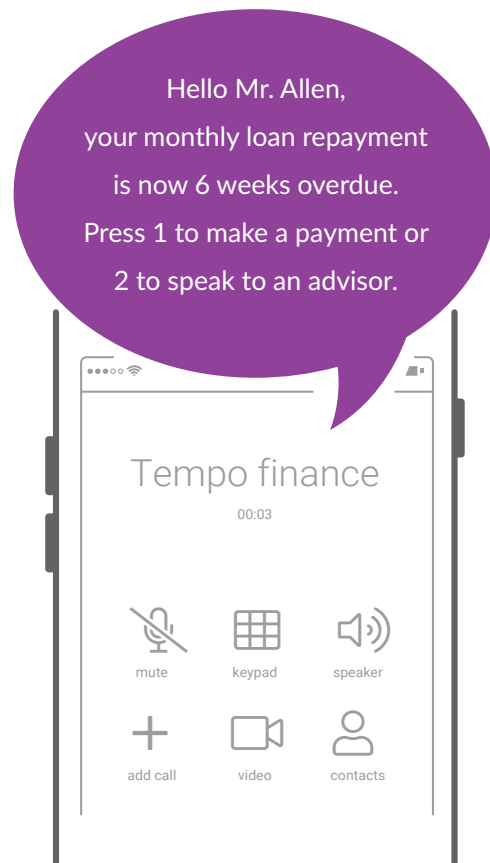 Hello Mr. Allen,
your monthly loan repayment
is now 6 weeks overdue.
Press 1 to make a payment or
2 to speak to an advisor.
Tempo finance
00:03
mute keypad speaker
add call video contacts